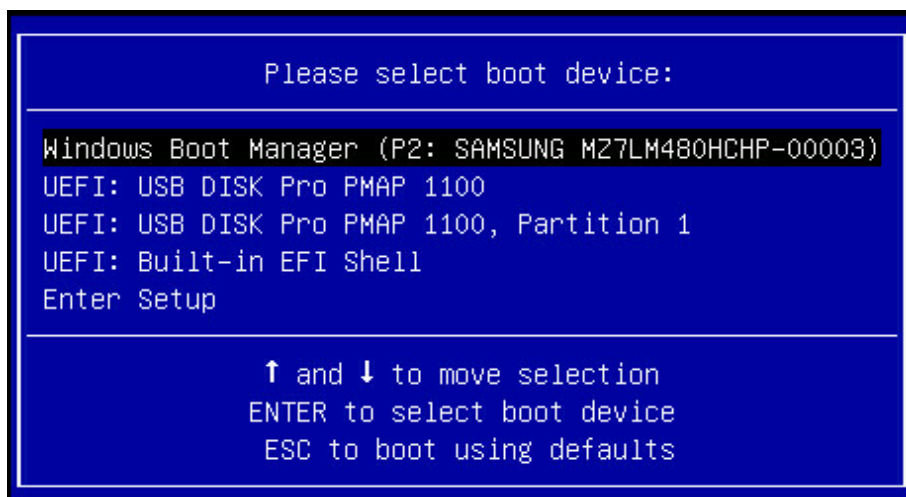 Please select boot device:
Windows Boot Manager (P2: SAMSUNG MZ7LM480HCHP-00003)
UEFI: USB DISK Pro PMAP 1100
UEFI: USB DISK Pro PMAP 1100, Partition 1
UEFI: Built-in EFI Shell
Enter Setup
↑ and ↓ to move selection
ENTER to select boot device
ESC to boot using defaults